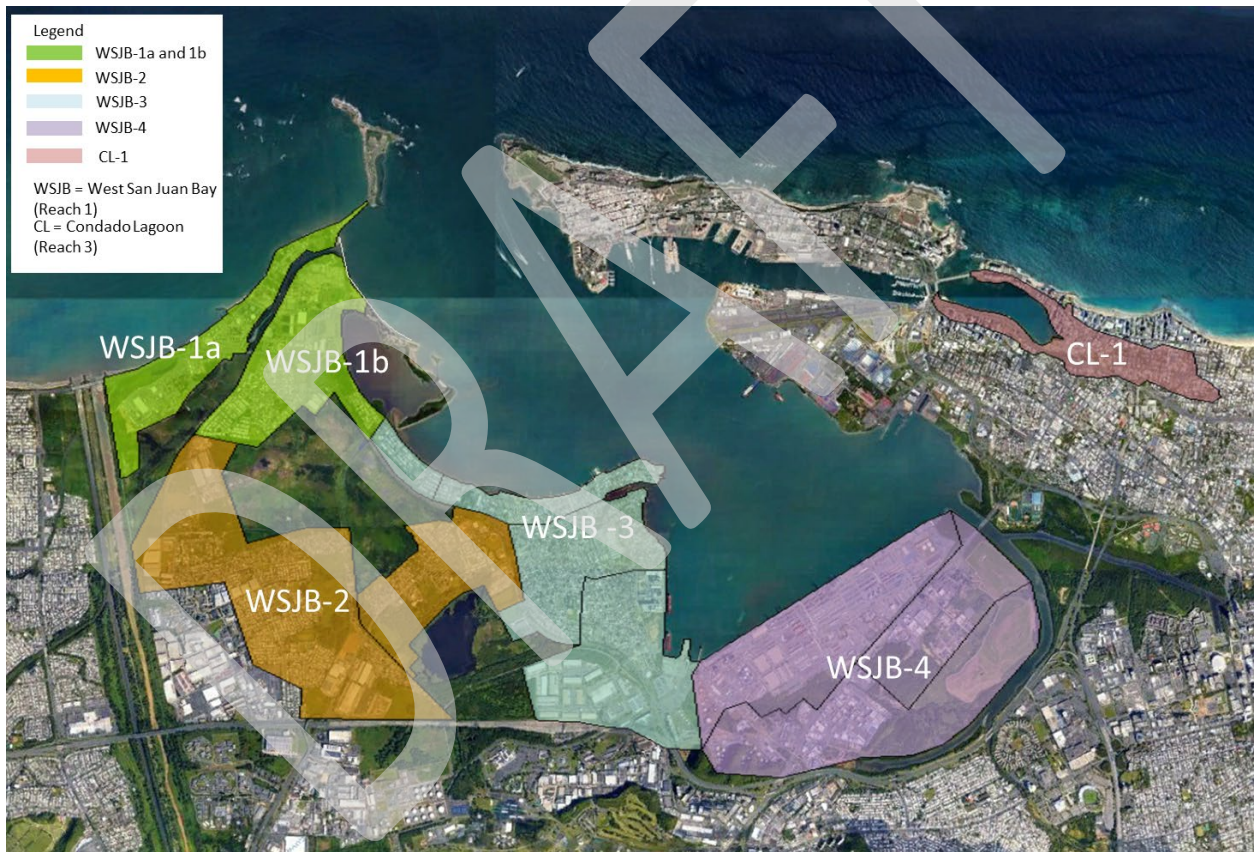 Legend
WSJB-1a and 1b
WSJB-2
WSJB-3
WSJB-4
CL-1
WSJB = West San Juan Bay
(Reach 1)
CL = Condado Lagoon
(Reach 3)
WSJB-1a
WSJB-1b
CL-1
WSJB -3
WSJB-2
WSJB-4
DRAFT